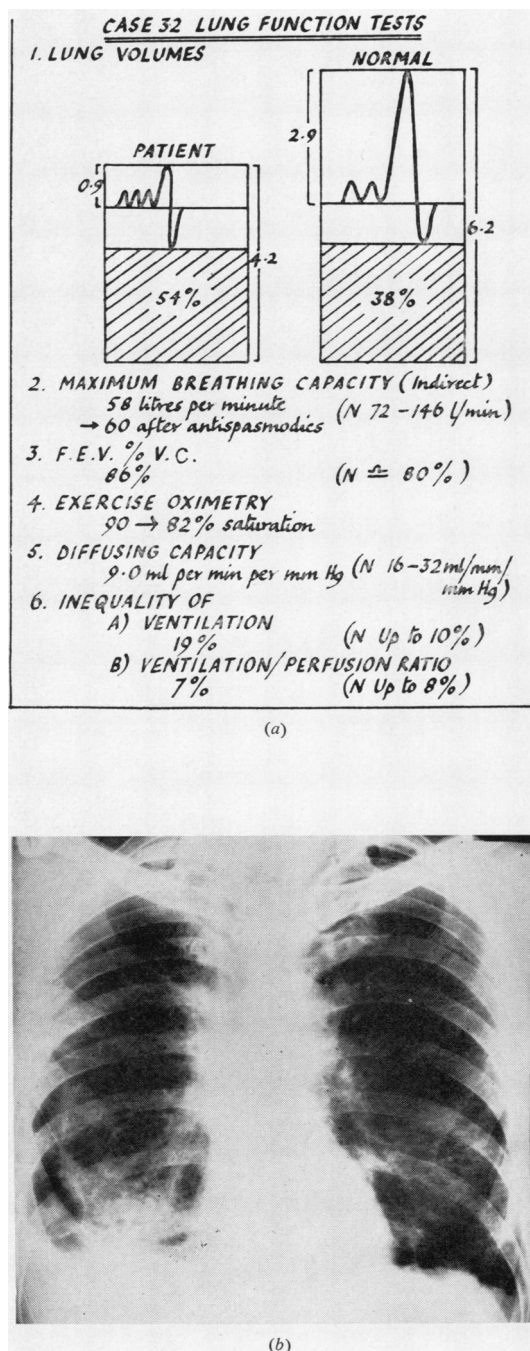 CASE 32 LUNG FUNCTION TESTS
1. LUNG VOLUMES
NORMAL
2.9
PATIENT
0.9
6.2
4.2
54%
38%
2. MAXIMUM BREATHING CAPACITY (Indirect)
58 litres per minute (N 72-146 l/min)
→ 60 after antispasmodics
3. F.E.V. % V.C.
86% (N ≏ 80%)
4. EXERCISE OXIMETRY
90 → 82% saturation
5. DIFFUSING CAPACITY
9.0 ml per min per mm Hg (N 16-32 ml/mm/
mm Hg)
6. INEQUALITY OF
A) VENTILATION
19% (N Up to 10%)
B) VENTILATION/PERFUSION RATIO
7% (N Up to 8%)
(a)
(b)